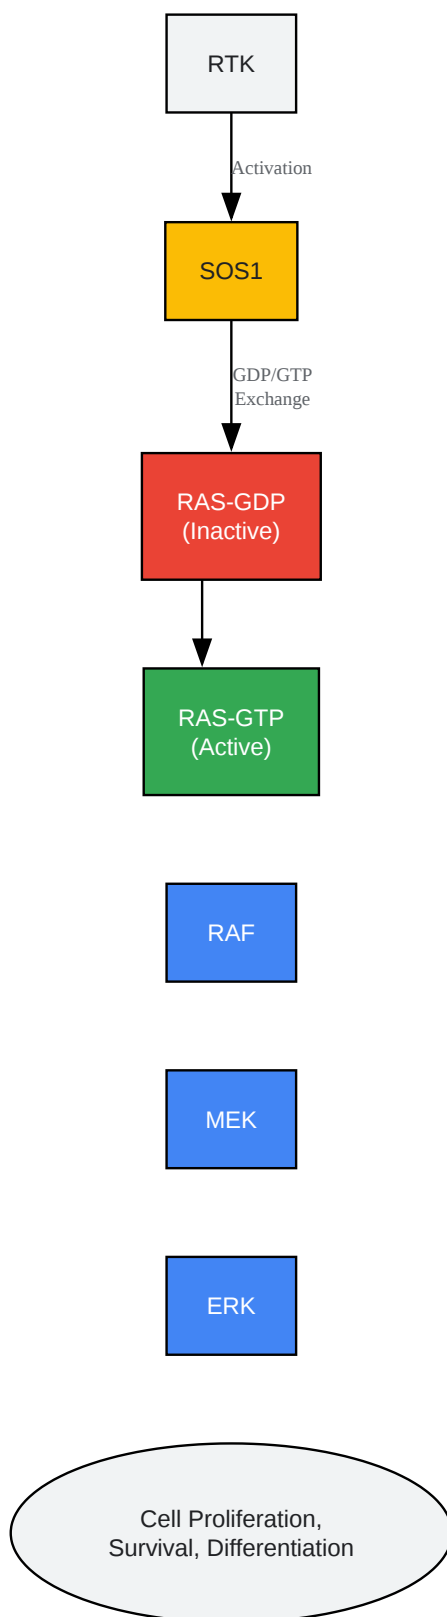 RTK
Activation
SOS1
GDP/GTP
Exchange
RAS-GDP
(Inactive)
RAS-GTP
(Active)
RAF
MEK
ERK
Cell Proliferation,
Survival, Differentiation